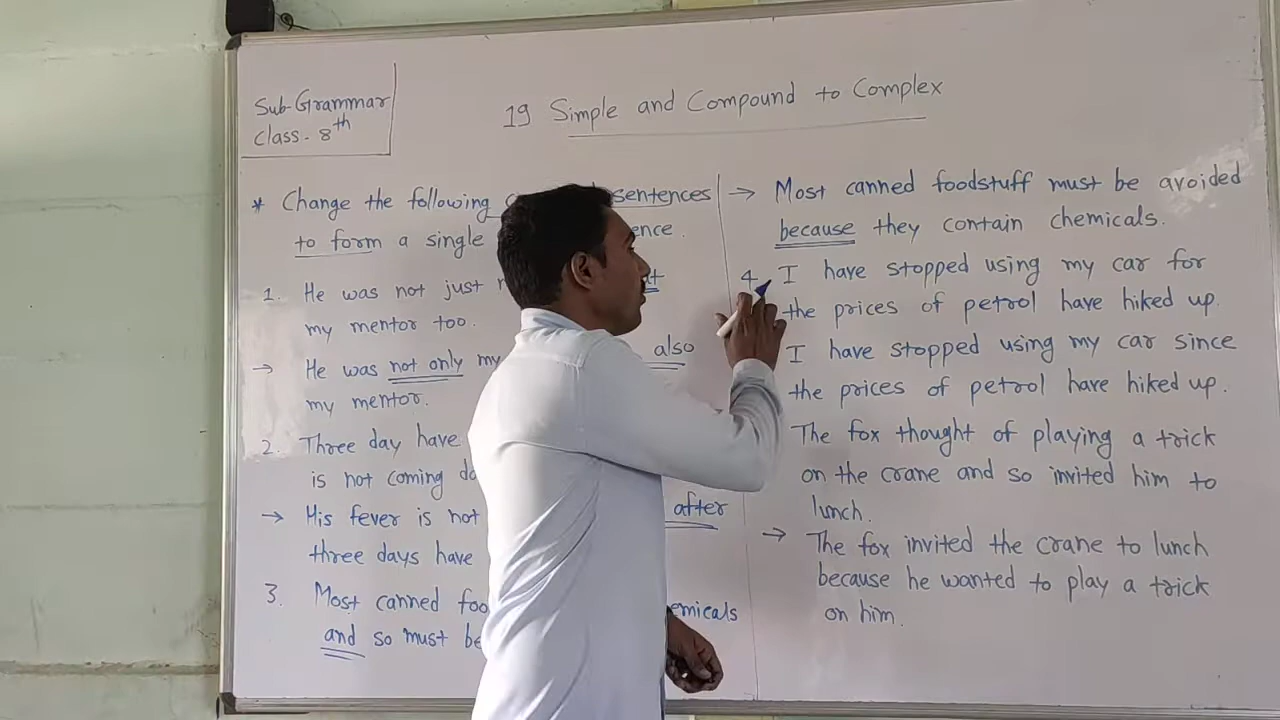 Sub-Grammar
Class- 8th
19 Simple and Compound to Complex
* Change the following sentences
to form a single
1. He was not just
my mentor too.
→ He was not only my also
my mentor.
2. Three day have
is not coming
→ His fever is not after
three days have
3. Most canned
and so must
→ Most canned foodstuff must be avoided
because they contain chemicals.
4. I have stopped using my car for
the prices of petrol have hiked up.
I have stopped using my car since
the prices of petrol have hiked up.
The fox thought of playing a trick
on the crane and so invited him to
lunch.
→ The fox invited the crane to lunch
because he wanted to play a trick
on him.